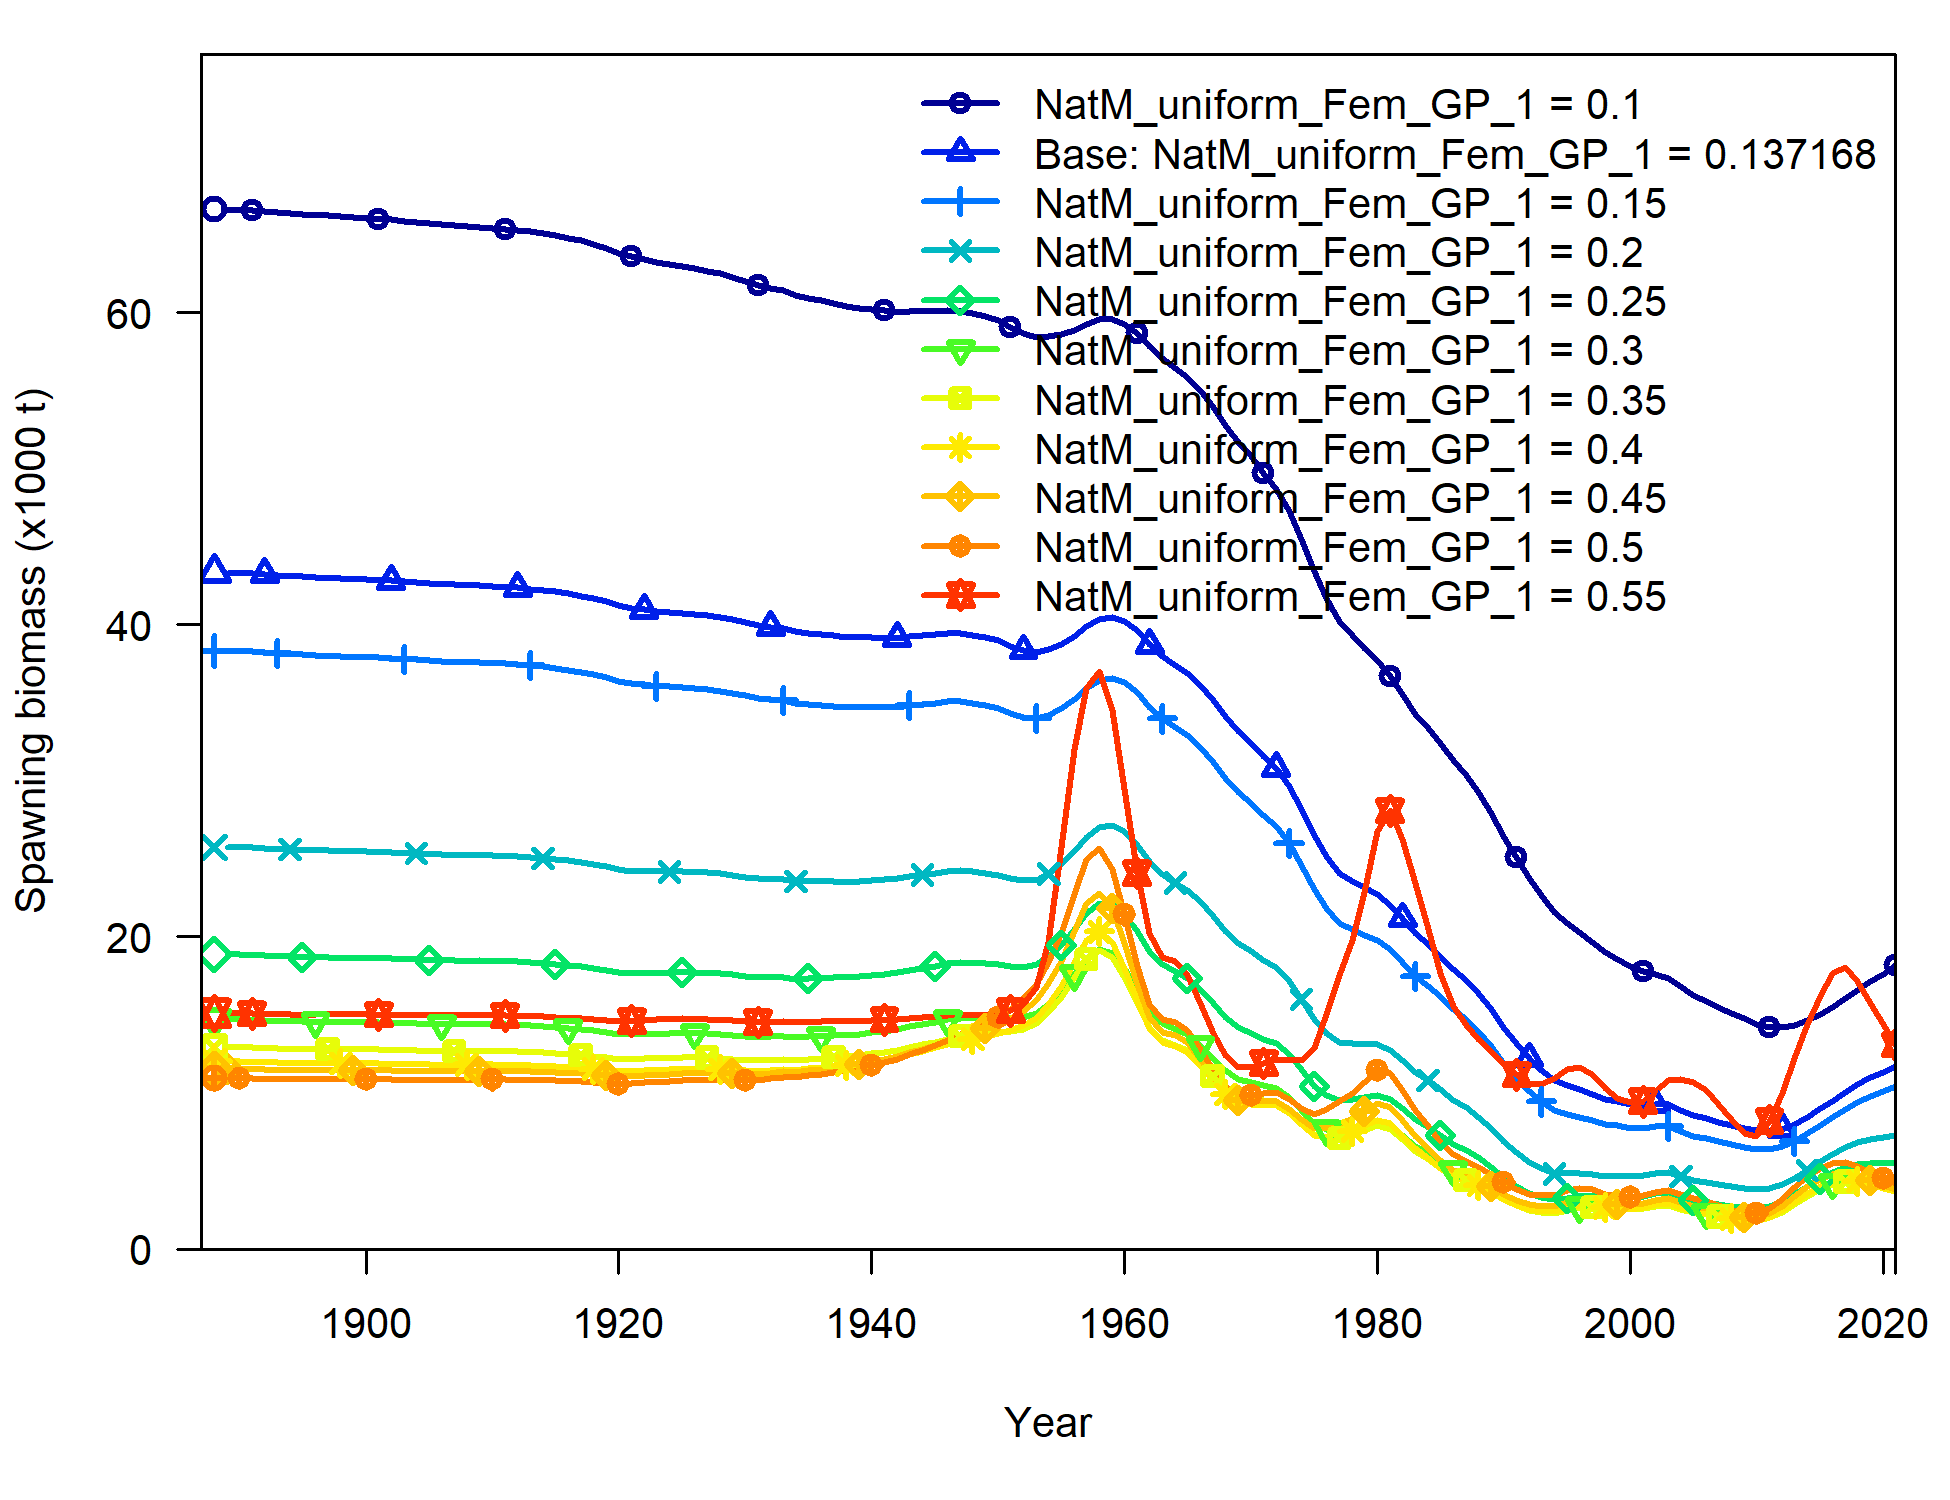 NatM_uniform_Fem_GP_1 = 0.1
Base: NatM_uniform_Fem_GP_1 = 0.137168
NatM_uniform_Fem_GP_1 = 0.15
NatM_uniform_Fem_GP_1 = 0.2
NatM_uniform_Fem_GP_1 = 0.25
NatM_uniform_Fem_GP_1 = 0.3
NatM_uniform_Fem_GP_1 = 0.35
NatM_uniform_Fem_GP_1 = 0.4
NatM_uniform_Fem_GP_1 = 0.45
NatM_uniform_Fem_GP_1 = 0.5
NatM_uniform_Fem_GP_1 = 0.55
Spawning biomass (x1000 t)
60
40
20
0
1900 1920 1940 1960 1980 2000 2020
Year